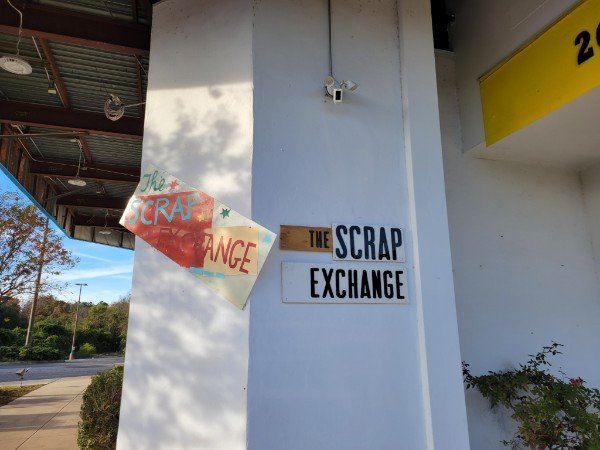 The
SCRAP
EXCHANGE
THE SCRAP
EXCHANGE